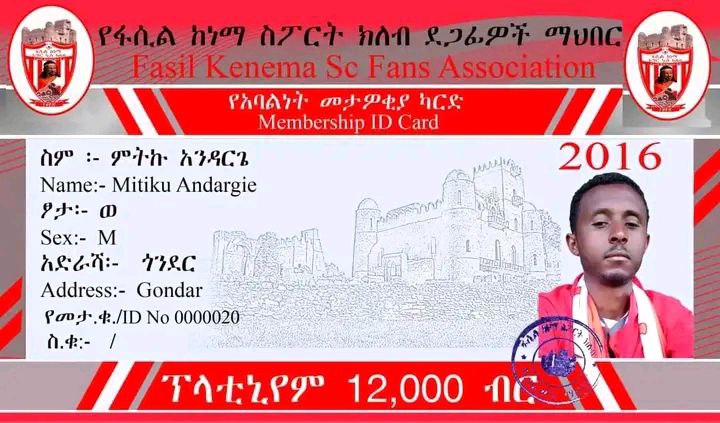 የፋሲል ከነማ ስፖርት ክለብ ደጋፊዎች ማህበር
Fasil Kenema Sc Fans Association
የአባልነት መታዎቂያ ካርድ
Membership ID Card
2016
ስም ፡- ምትኩ አንዳርጌ
Name:- Mitiku Andargie
ፆታ፡- ወ
Sex:- M
አድራሻ፡- ጎንደር
Address:- Gondar
የመታ.ቁ./ID No 0000020
ስ.ቁ:- /
ፕላቲኒየም 12,000 ብር